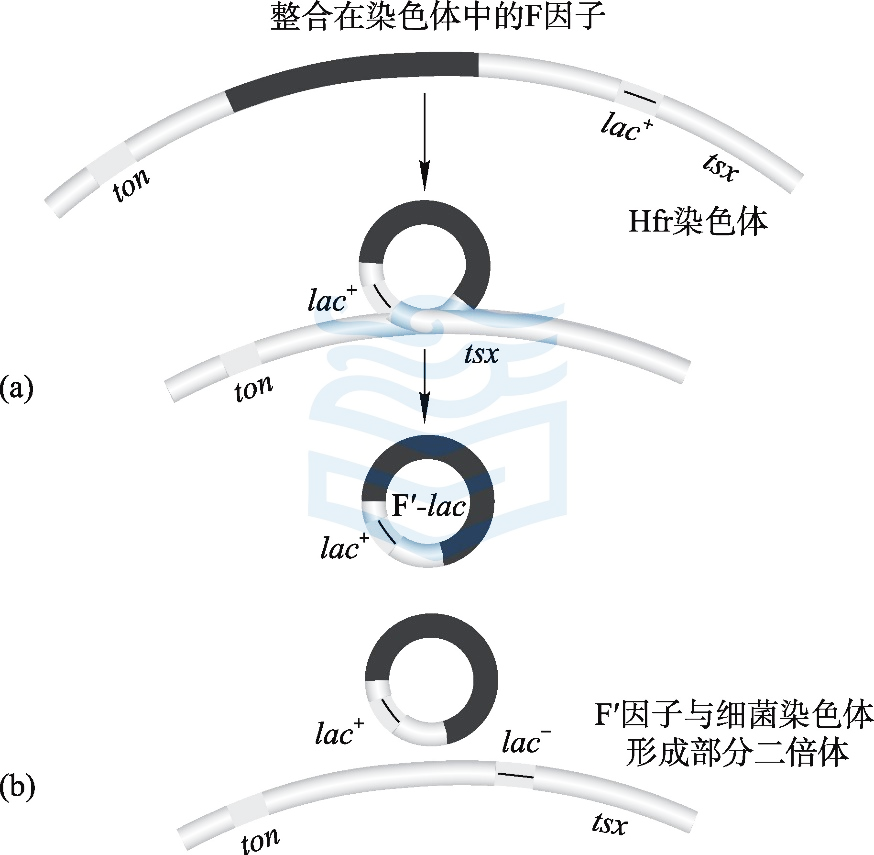 整合在染色体中的F因子
lac⁺
ton
tsx
Hfr染色体
lac⁺
tsx
ton
(a)
F′-lac
lac⁺
lac⁺
lac⁻
F′因子与细菌染色体
形成部分二倍体
(b)
ton
tsx